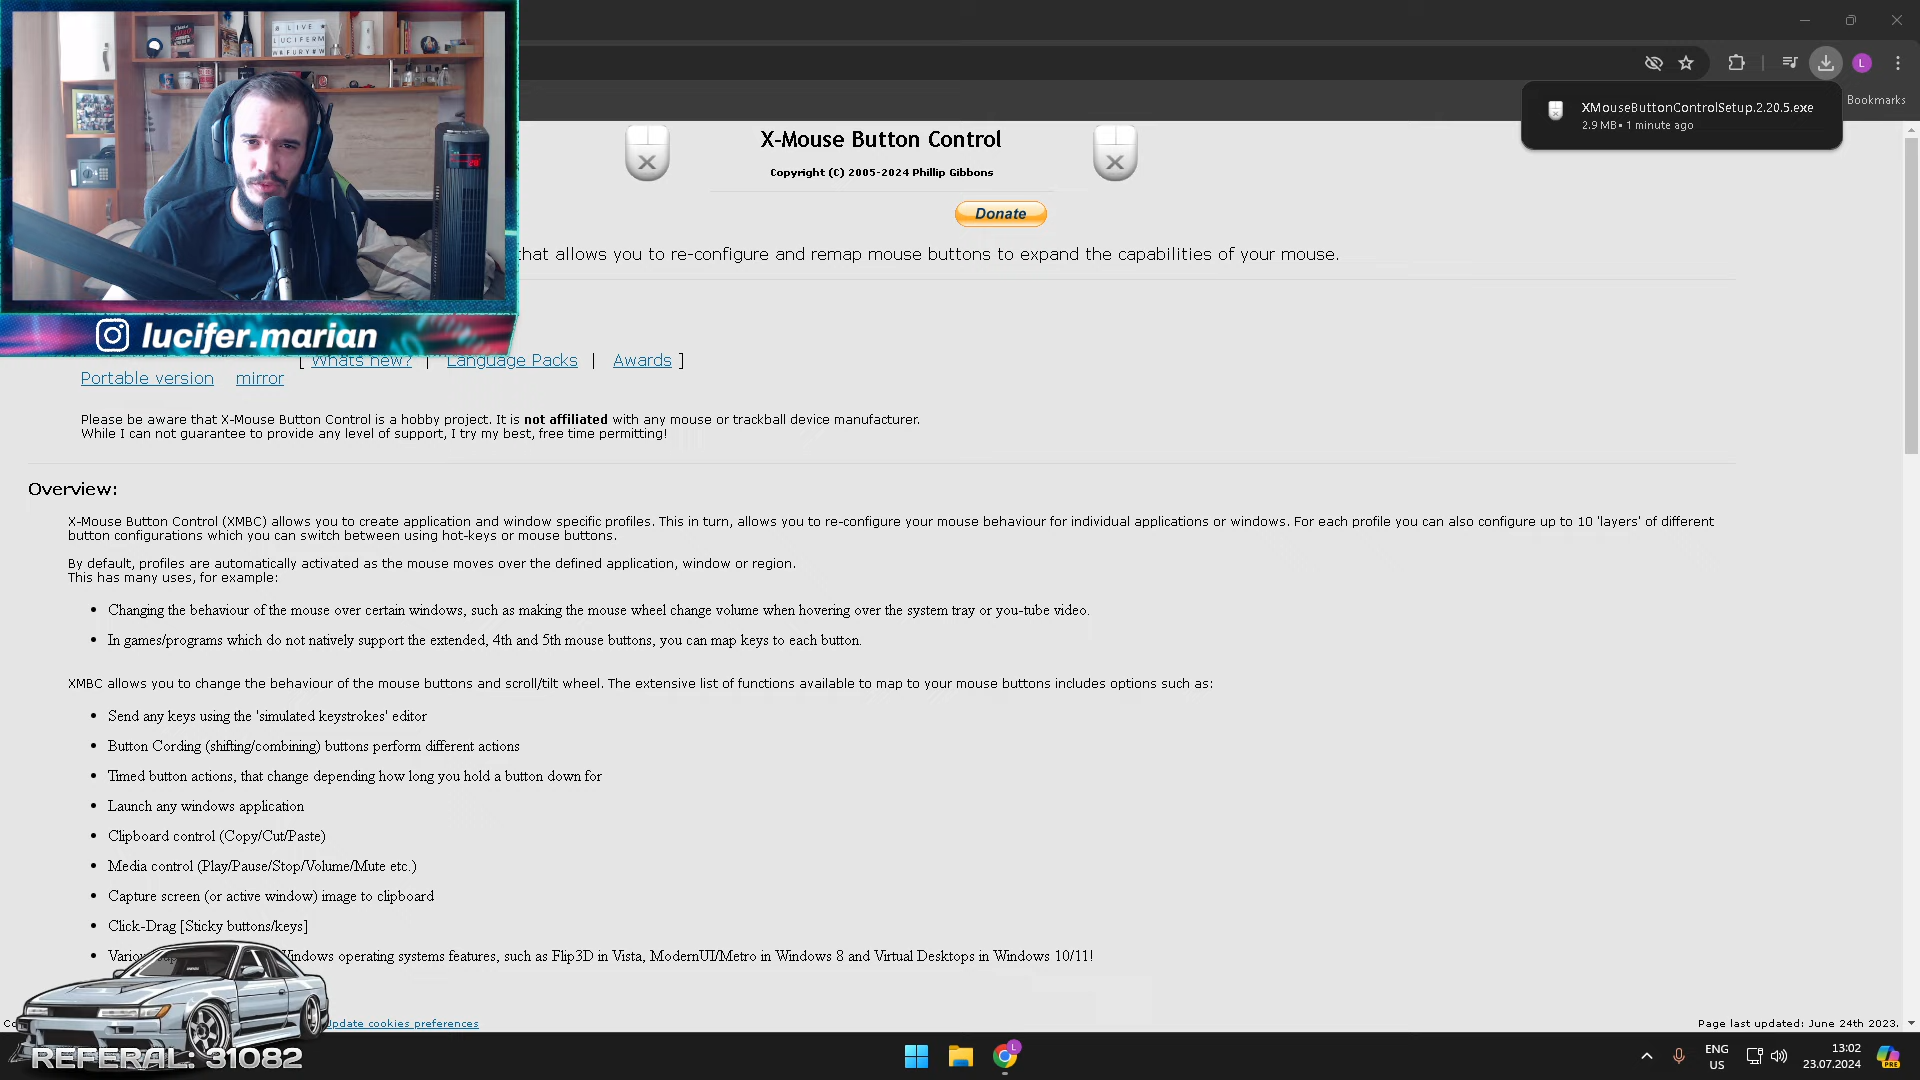 LIVE
LUCIFERM
XMouseButtonControlSetup.2.20.5.exe
2.9 MB • 1 minute ago
Bookmarks
L
X-Mouse Button Control
Copyright (C) 2005-2024 Phillip Gibbons
Donate
that allows you to re-configure and remap mouse buttons to expand the capabilities of your mouse.
lucifer.marian
[ Whats new? | Language Packs | Awards ]
Portable version mirror
Please be aware that X-Mouse Button Control is a hobby project. It is not affiliated with any mouse or trackball device manufacturer.
While I can not guarantee to provide any level of support, I try my best, free time permitting!
Overview:
X-Mouse Button Control (XMBC) allows you to create application and window specific profiles. This in turn, allows you to re-configure your mouse behaviour for individual applications or windows. For each profile you can also configure up to 10 'layers' of different
button configurations which you can switch between using hot-keys or mouse buttons.
By default, profiles are automatically activated as the mouse moves over the defined application, window or region.
This has many uses, for example:
• Changing the behaviour of the mouse over certain windows, such as making the mouse wheel change volume when hovering over the system tray or you-tube video.
• In games/programs which do not natively support the extended, 4th and 5th mouse buttons, you can map keys to each button.
XMBC allows you to change the behaviour of the mouse buttons and scroll/tilt wheel. The extensive list of functions available to map to your mouse buttons includes options such as:
• Send any keys using the 'simulated keystrokes' editor
• Button Cording (shifting/combining) buttons perform different actions
• Timed button actions, that change depending how long you hold a button down for
• Launch any windows application
• Clipboard control (Copy/Cut/Paste)
• Media control (Play/Pause/Stop/Volume/Mute etc.)
• Capture screen (or active window) image to clipboard
• Click-Drag [Sticky buttons/keys]
• Windows operating systems features, such as Flip3D in Vista, ModernUI/Metro in Windows 8 and Virtual Desktops in Windows 10/11!
Update cookies preferences
Page last updated: June 24th 2023.
REFERAL: 31082
L
ENG
US
13:02
23.07.2024
PRE